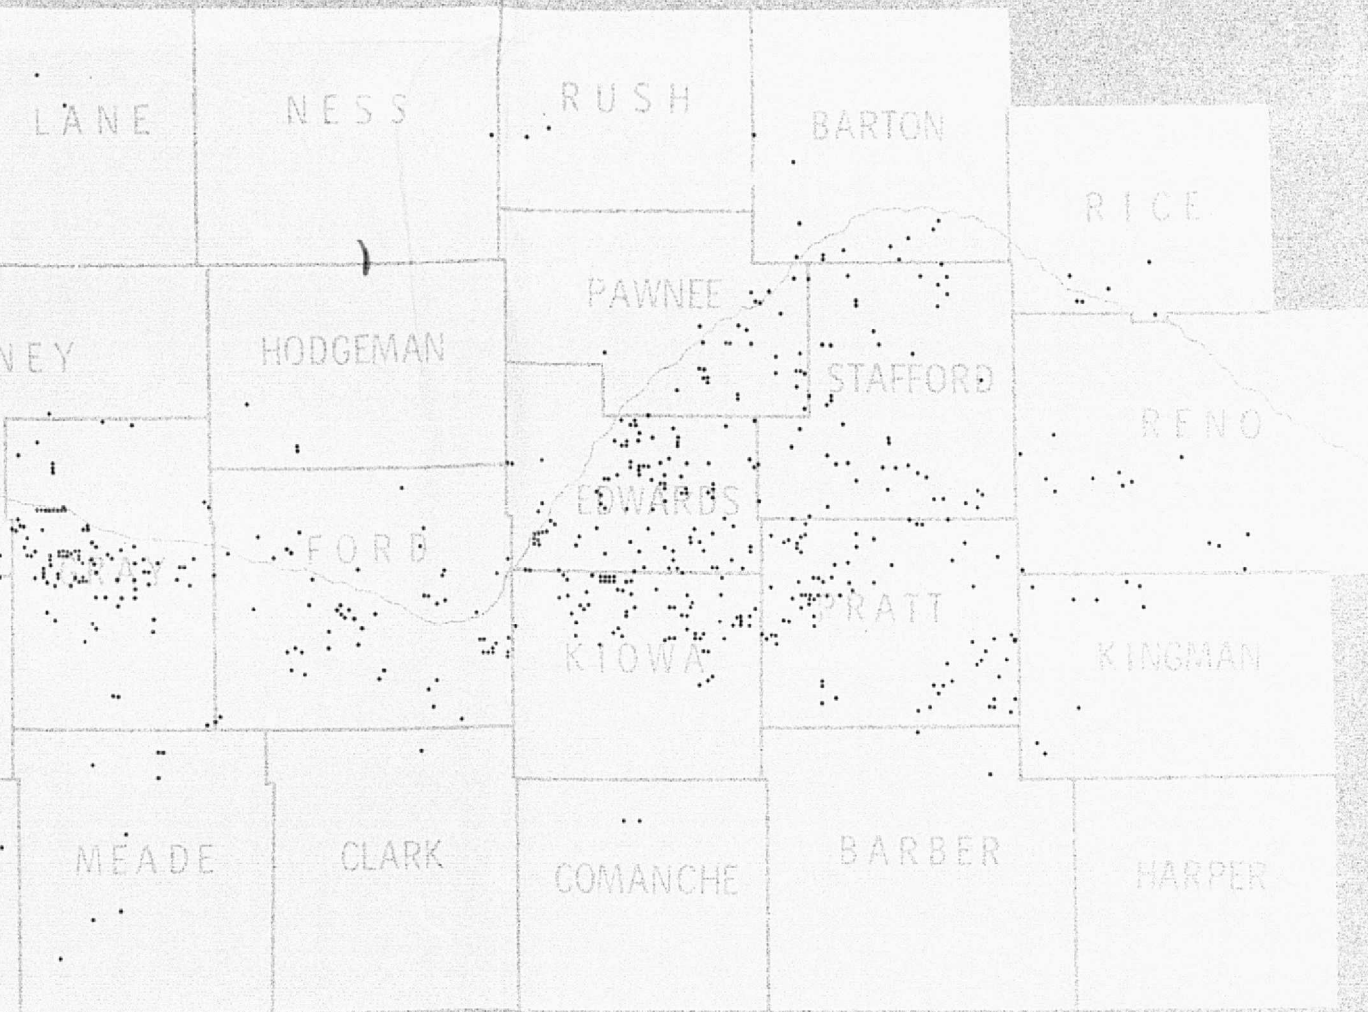 LANE
NESS
RUSH
BARTON
RICE
PAWNEE
HODGEMAN
NEY
STAFFORD
RENO
EDWARDS
FORD
GRAY
PRATT
KIOWA
KINGMAN
MEADE
CLARK
COMANCHE
BARBER
HARPER